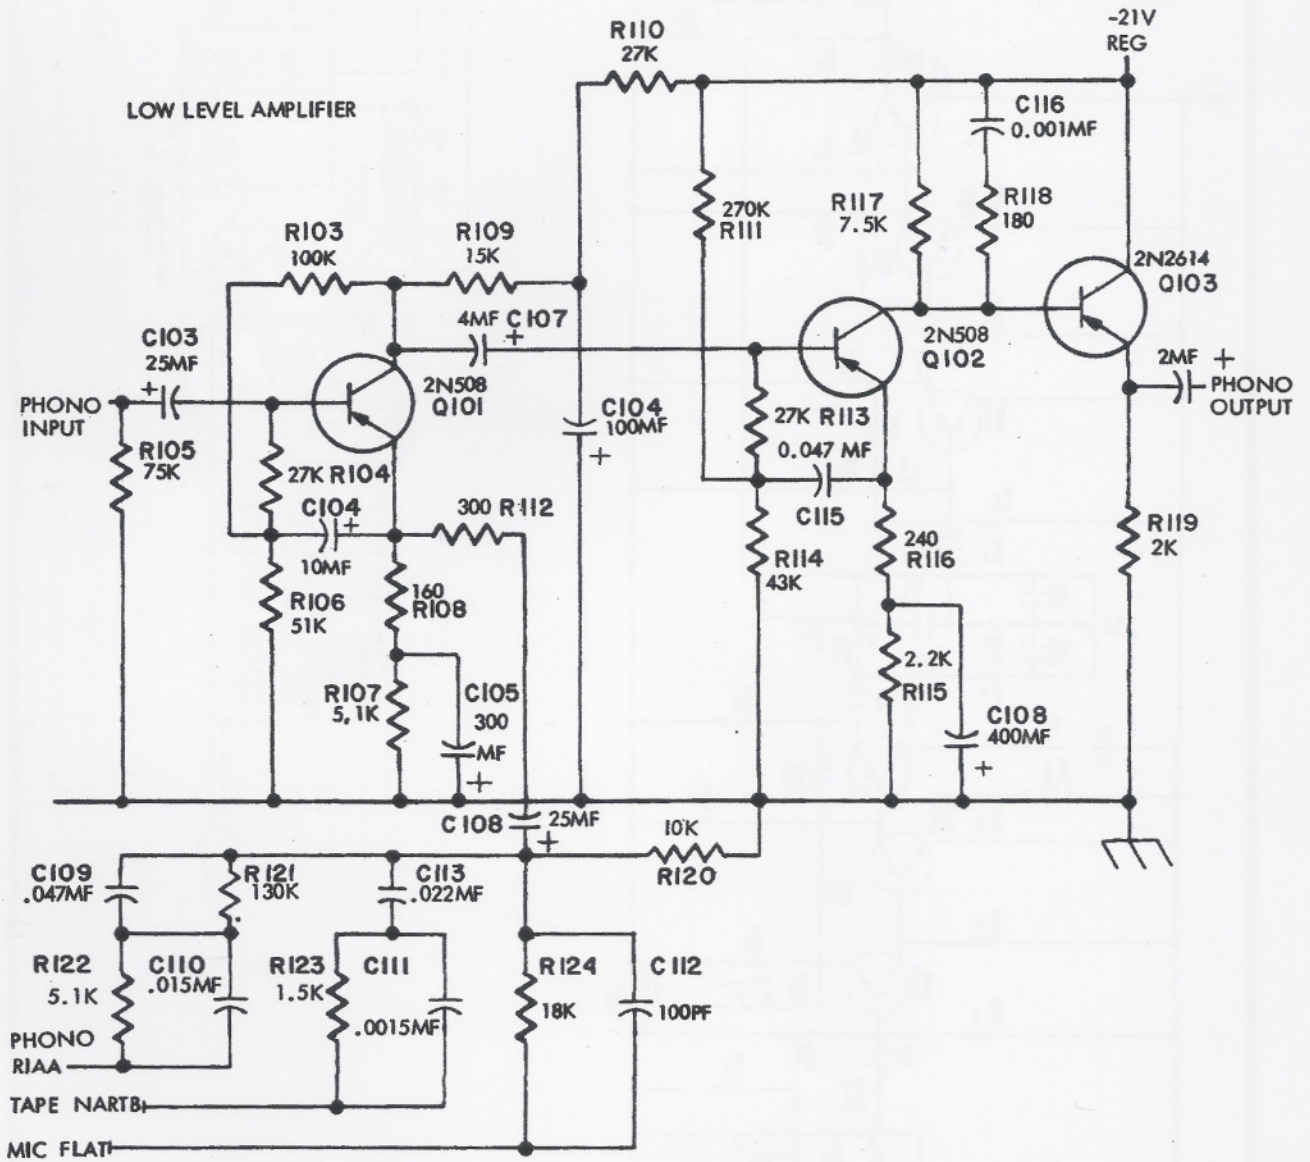 LOW LEVEL AMPLIFIER
R110
27K
-21V
REG
C116
0.001MF
R103
100K
R109
15K
270K
R111
R117
7.5K
R118
180
2N2614
Q103
C103
25MF
4MF C107
+
+
2N508
Q101
2N508
Q102
2MF +
PHONO
OUTPUT
PHONO
INPUT
R105
75K
27K R104
C104
100MF
+
27K R113
0.047 MF
C115
C104
+
10MF
300 R112
R106
51K
160
R108
R114
43K
240
R116
R119
2K
R107
5,1K
C105
300
MF
+
2.2K
R115
C108
400MF
+
C108
25MF
+
10K
R120
C109
.047MF
R121
130K
C113
.022MF
R122
5.1K
C110
.015MF
R123
1.5K
C111
.0015MF
R124
18K
C112
100PF
PHONO
RIAA
TAPE NARTB
MIC FLAT